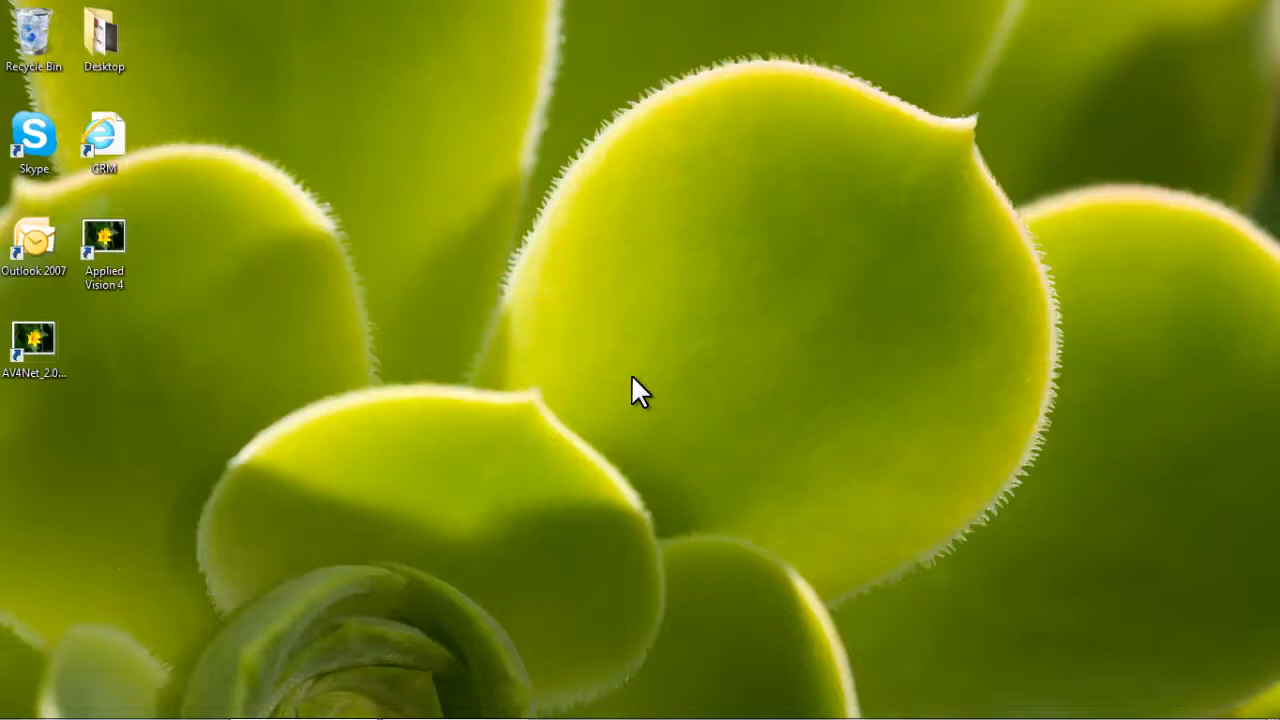 Recycle Bin
Desktop
Skype
CRM
Outlook 2007
Applied
Vision 4
AV4Net_2.0...